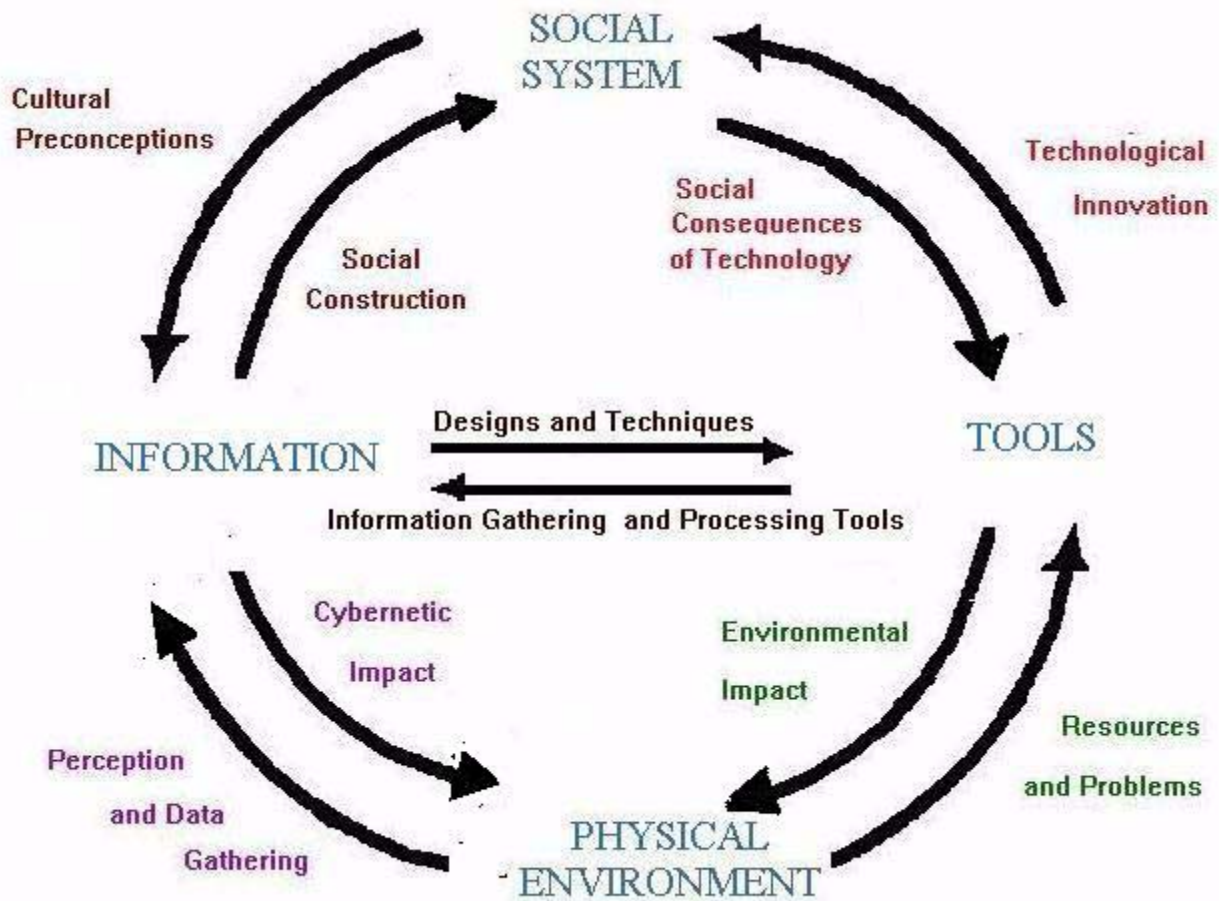 SOCIAL
SYSTEM
Cultural
Preconceptions
Technological
Innovation
Social
Consequences
of Technology
Social
Construction
Designs and Techniques
INFORMATION
TOOLS
Information Gathering and Processing Tools
Cybernetic
Impact
Environmental
Impact
Perception
and Data
Gathering
Resources
and Problems
PHYSICAL
ENVIRONMENT